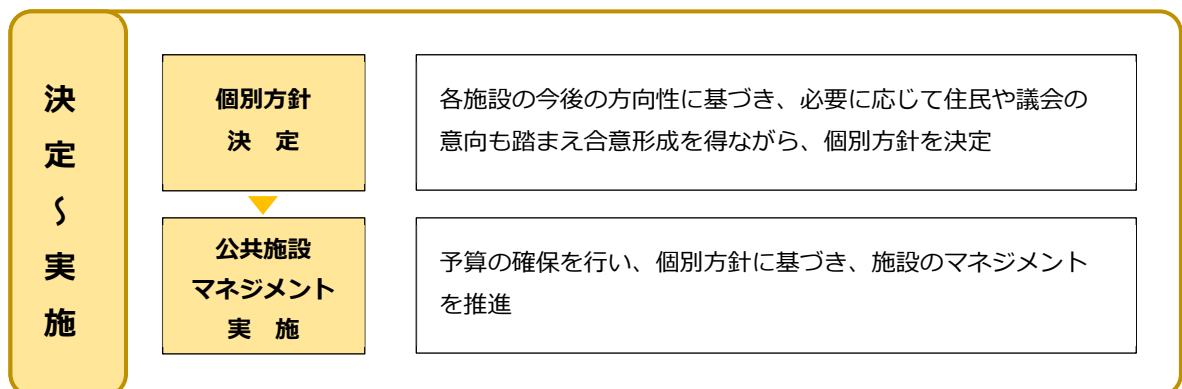 決定～実施
個別方針
決　定
各施設の今後の方向性に基づき、必要に応じて住民や議会の
意向も踏まえ合意形成を得ながら、個別方針を決定
公共施設
マネジメント
実　施
予算の確保を行い、個別方針に基づき、施設のマネジメント
を推進